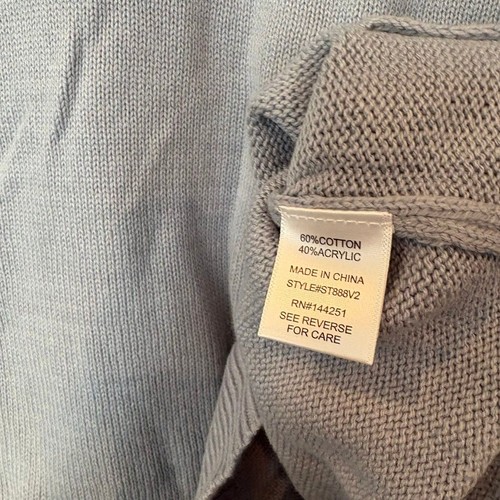 60%COTTON
40%ACRYLIC
MADE IN CHINA
STYLE#ST888V2
RN#144251
SEE REVERSE
FOR CARE